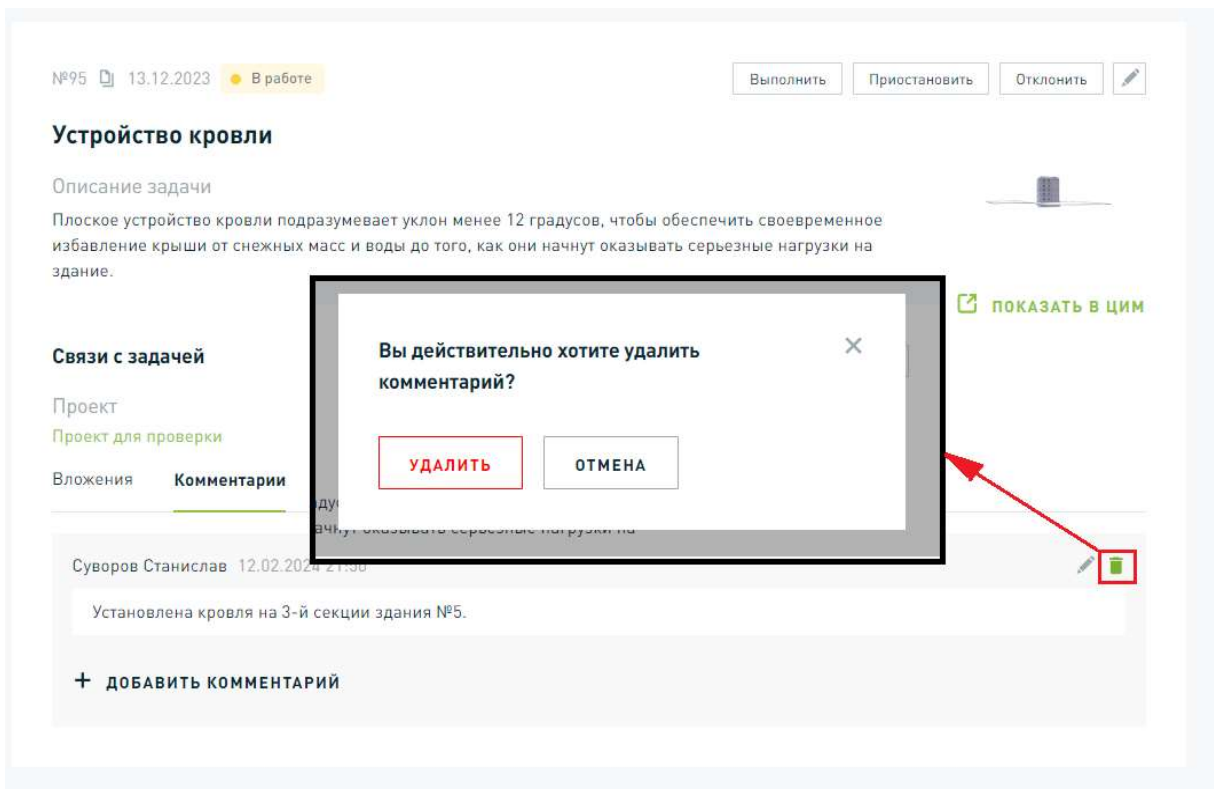 №95 13.12.2023 В работе Выполнить Приостановить Отклонить
Устройство кровли
Описание задачи
Плоское устройство кровли подразумевает уклон менее 12 градусов, чтобы обеспечить своевременное
избавление крыши от снежных масс и воды до того, как они начнут оказывать серьезные нагрузки на
здание.
ПОКАЗАТЬ В ЦИМ
Связи с задачей
Вы действительно хотите удалить
комментарий?
Проект
Проект для проверки
УДАЛИТЬ ОТМЕНА
Вложения Комментарии
Суворов Станислав 12.02.2024
Установлена кровля на 3-й секции здания №5.
+ ДОБАВИТЬ КОММЕНТАРИЙ